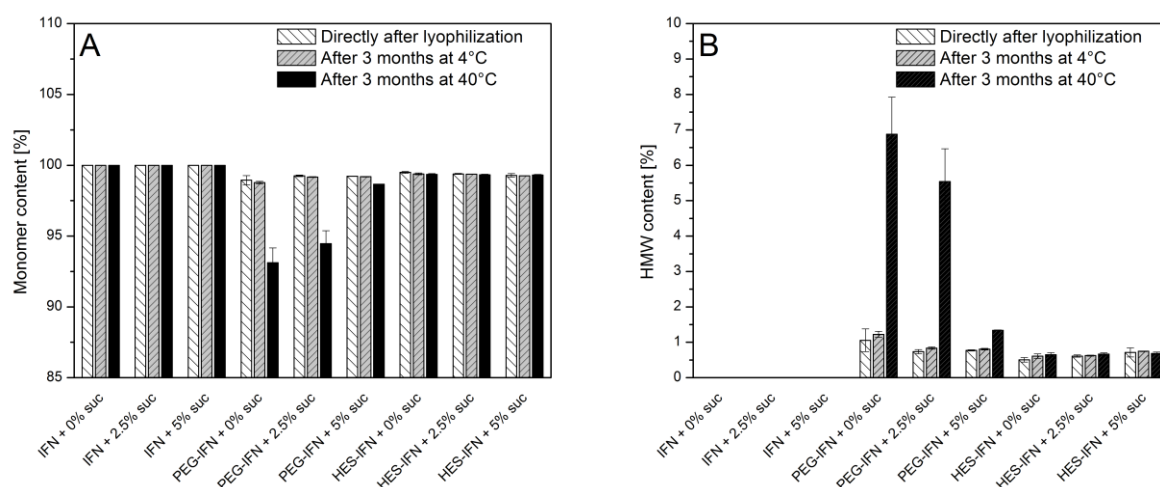 A
Directly after lyophilization
After 3 months at 4°C
After 3 months at 40°C
Monomer content [%]
110
105
100
95
90
85
IFN + 0% suc
IFN + 2.5% suc
IFN + 5% suc
PEG-IFN + 0% suc
PEG-IFN + 2.5% suc
PEG-IFN + 5% suc
HES-IFN + 0% suc
HES-IFN + 2.5% suc
HES-IFN + 5% suc
B
Directly after lyophilization
After 3 months at 4°C
After 3 months at 40°C
HMW content [%]
10
9
8
7
6
5
4
3
2
1
0
IFN + 0% suc
IFN + 2.5% suc
IFN + 5% suc
PEG-IFN + 0% suc
PEG-IFN + 2.5% suc
PEG-IFN + 5% suc
HES-IFN + 0% suc
HES-IFN + 2.5% suc
HES-IFN + 5% suc